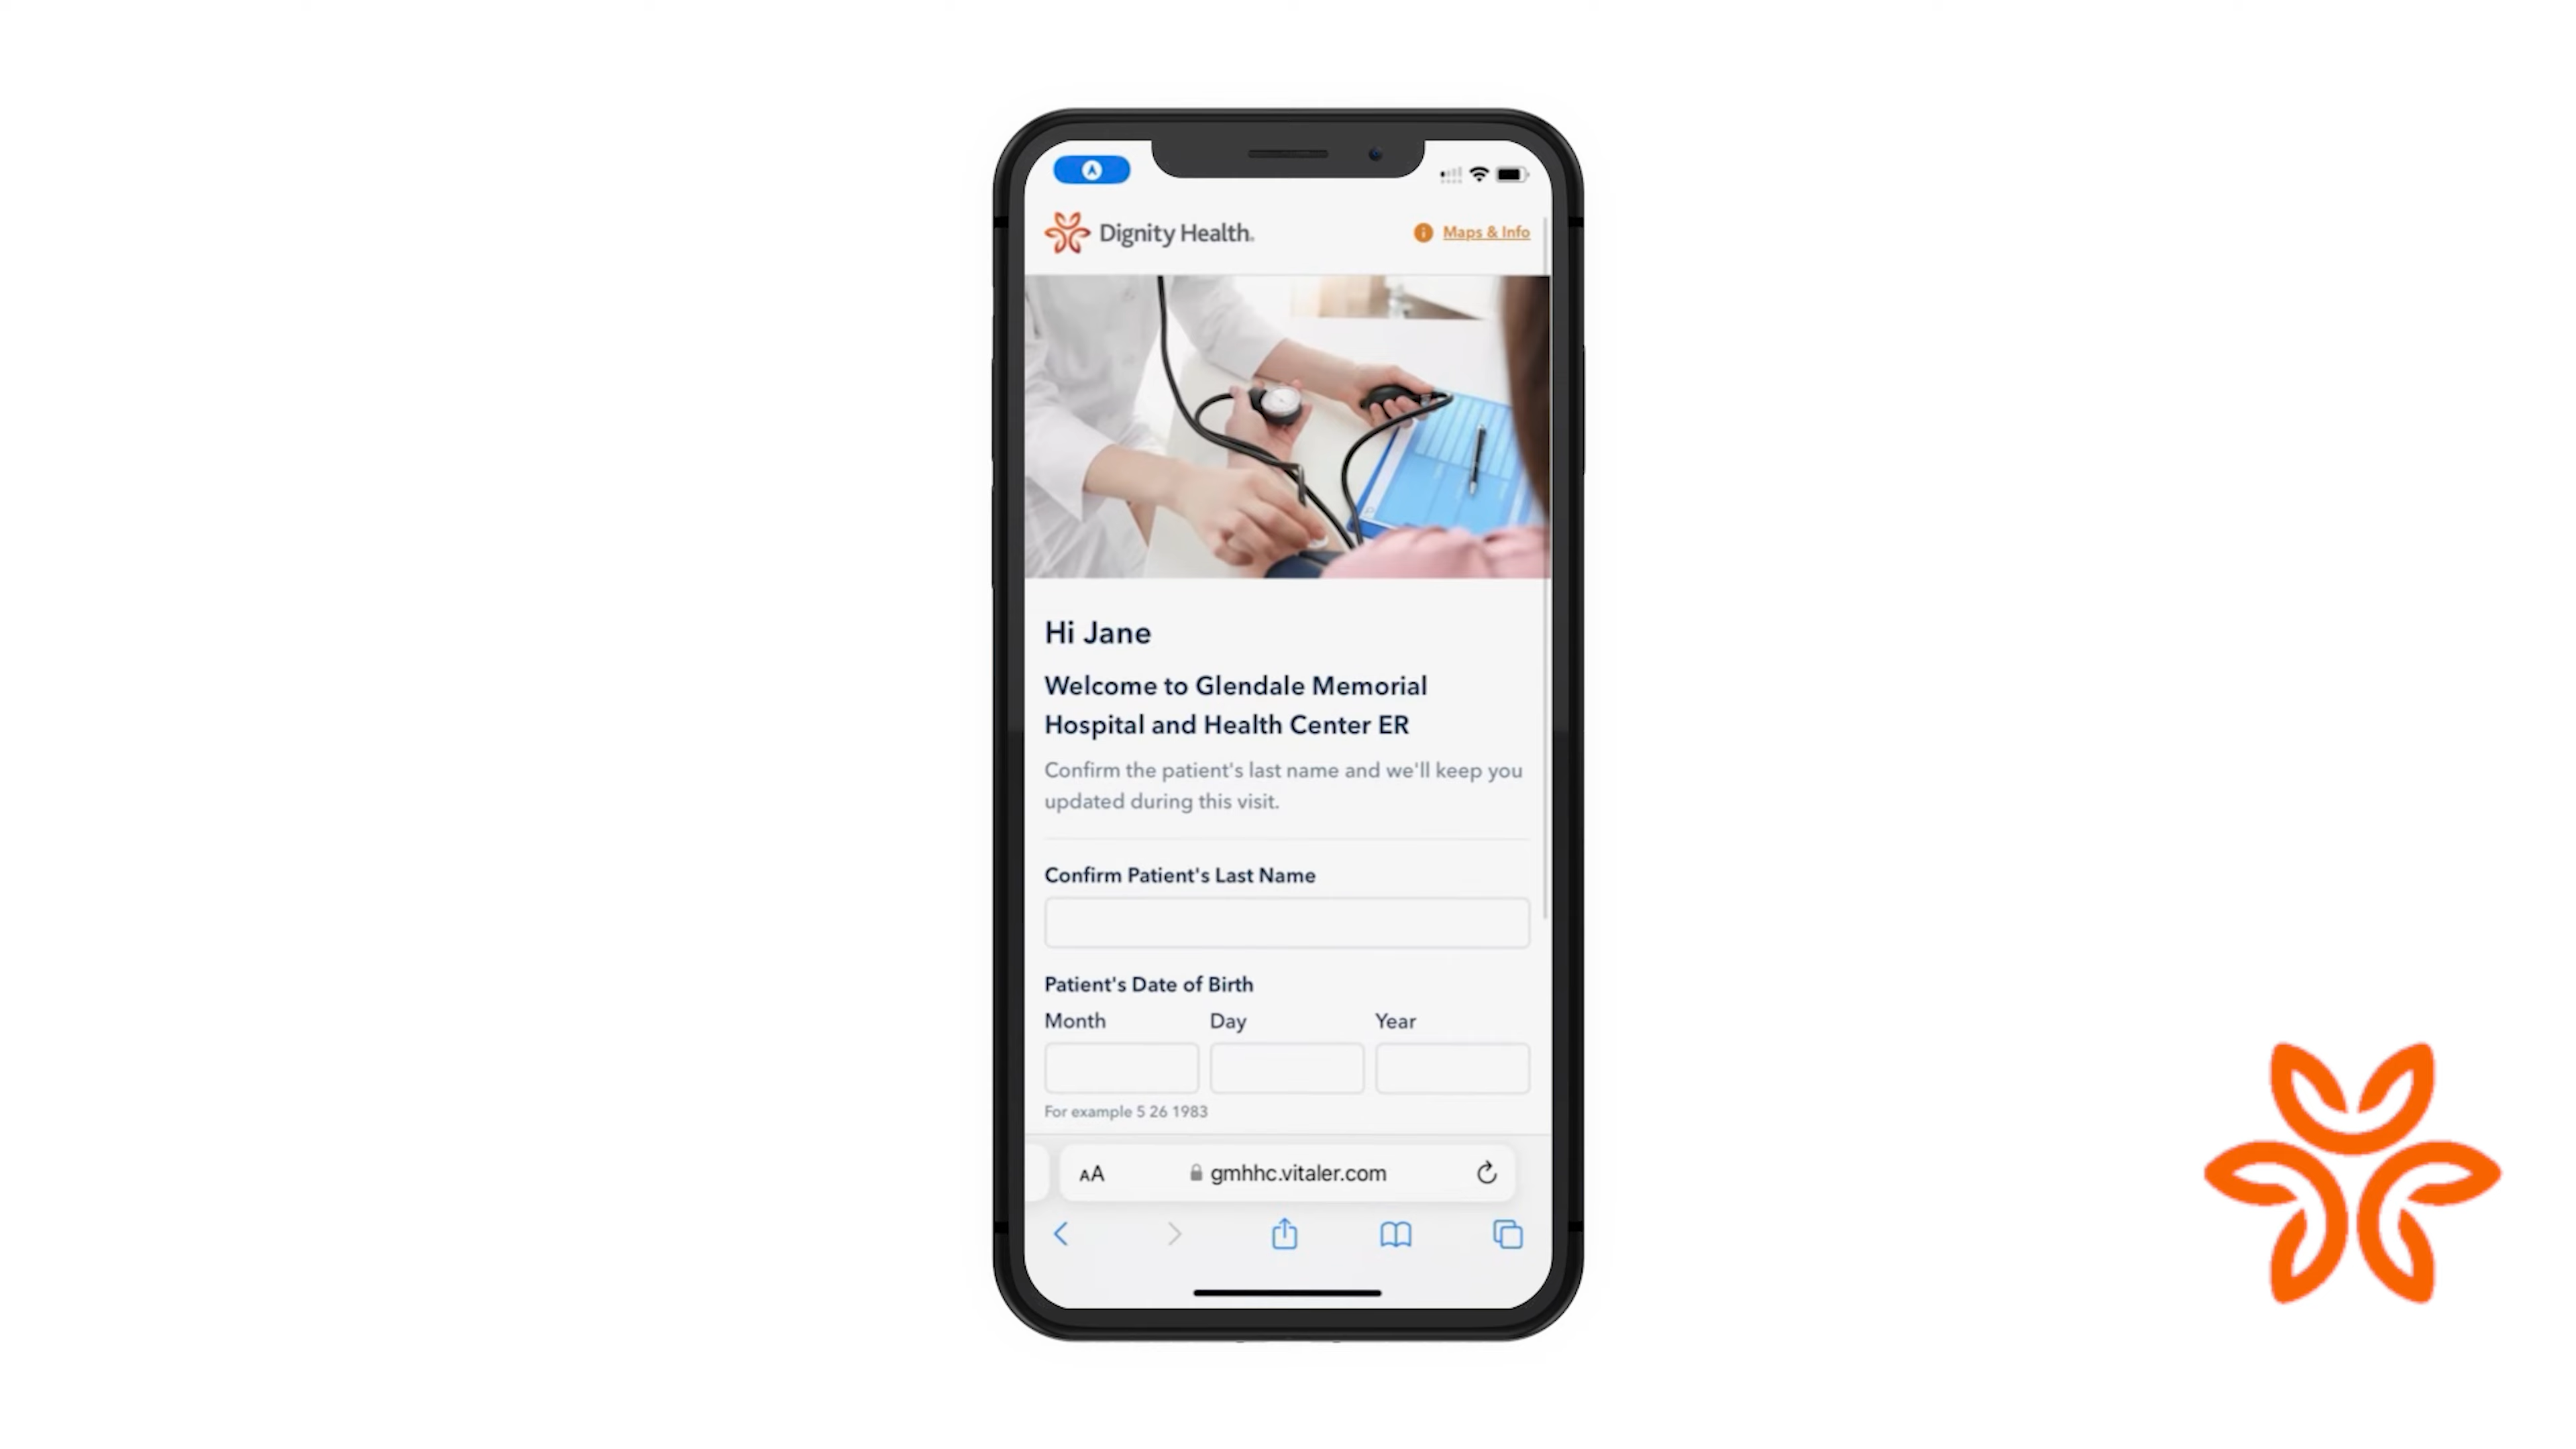 Dignity Health.
Maps & Info
Hi Jane
Welcome to Glendale Memorial
Hospital and Health Center ER
Confirm the patient's last name and we'll keep you
updated during this visit.
Confirm Patient's Last Name
Patient's Date of Birth
Month Day Year
For example 5 26 1983
AA gmhhc.vitaler.com